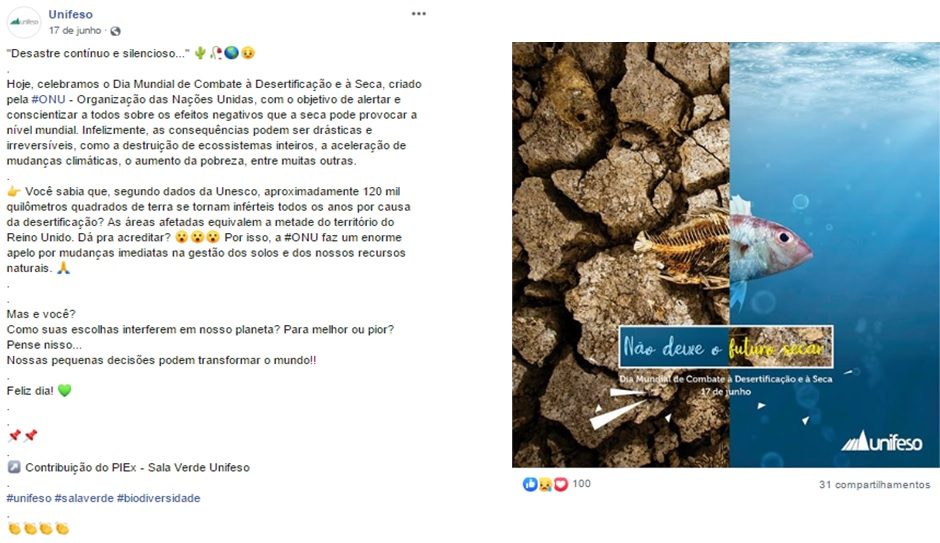 unifeso
Unifeso
17 de junho ·
"Desastre contínuo e silencioso..." 🌵🥀🌎😢
.
Hoje, celebramos o Dia Mundial de Combate à Desertificação e à Seca, criado
pela #ONU - Organização das Nações Unidas, com o objetivo de alertar e
conscientizar a todos sobre os efeitos negativos que a seca pode provocar a
nível mundial. Infelizmente, as consequências podem ser drásticas e
irreversíveis, como a destruição de ecossistemas inteiros, a aceleração de
mudanças climáticas, o aumento da pobreza, entre muitas outras.
.
👉 Você sabia que, segundo dados da Unesco, aproximadamente 120 mil
quilômetros quadrados de terra se tornam inférteis todos os anos por causa
da desertificação? As áreas afetadas equivalem a metade do território do
Reino Unido. Dá pra acreditar? 😮😮😮 Por isso, a #ONU faz um enorme
apelo por mudanças imediatas na gestão dos solos e dos nossos recursos
naturais. 🙏
.
.
Mas e você?
Como suas escolhas interferem em nosso planeta? Para melhor ou pior?
Pense nisso...
Nossas pequenas decisões podem transformar o mundo!!
.
Feliz dia! 💚
.
.
📌📌
.
↗️ Contribuição do PIEx - Sala Verde Unifeso
.
#unifeso #salaverde #biodiversidade
.
👏👏👏👏
Não deixe o futuro secar
Dia Mundial de Combate à Desertificação e à Seca
17 de junho
unifeso
100
31 compartilhamentos